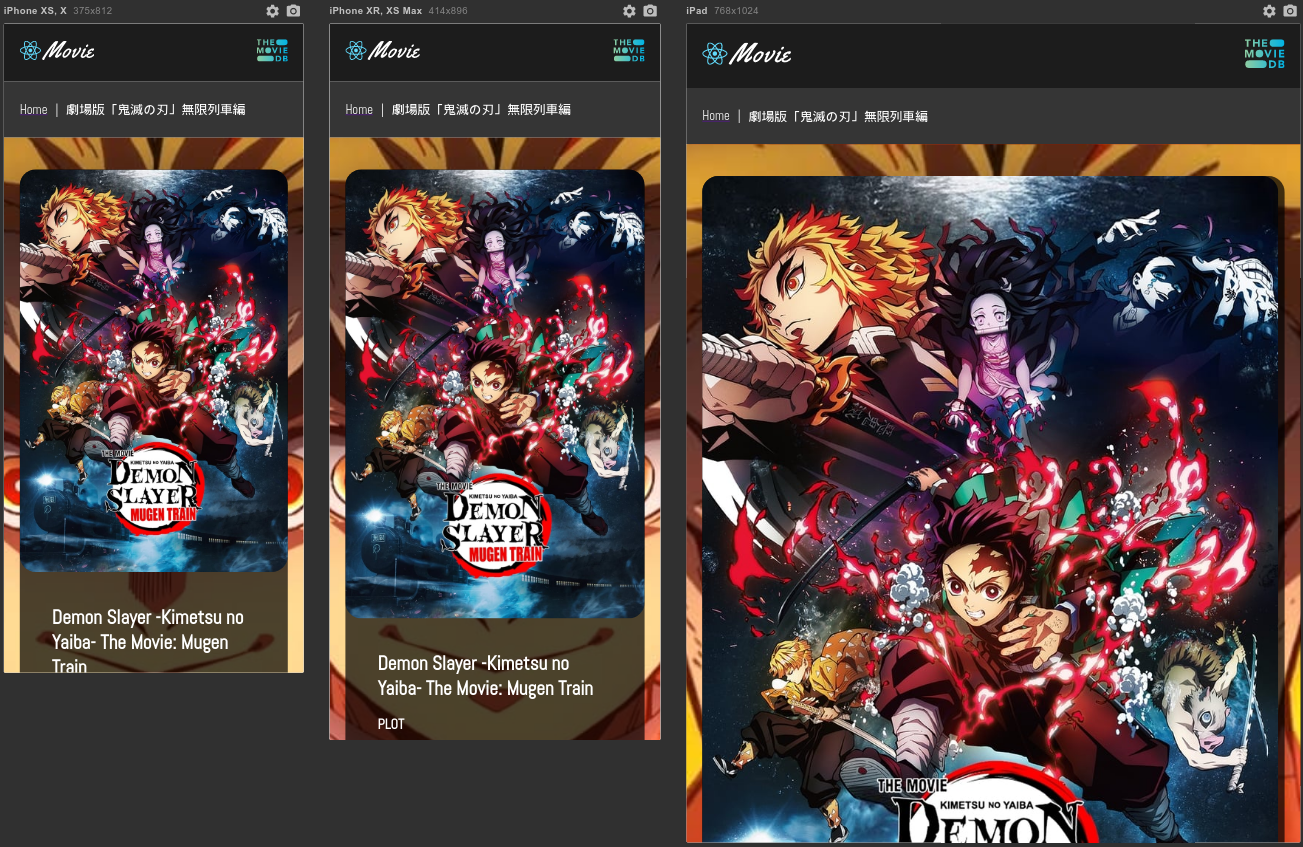 iPhone XS, X 375x812
Movie
THE
MOVIE
DB
Home | 劇場版「鬼滅の刃」無限列車編
THE MOVIE
KIMETSU NO YAIBA
DEMON
SLAYER
MUGEN TRAIN
Demon Slayer -Kimetsu no
Yaiba- The Movie: Mugen
Train
iPhone XR, XS Max 414x896
Movie
THE
MOVIE
DB
Home | 劇場版「鬼滅の刃」無限列車編
THE MOVIE
KIMETSU NO YAIBA
DEMON
SLAYER
MUGEN TRAIN
Demon Slayer -Kimetsu no
Yaiba- The Movie: Mugen Train
PLOT
iPad 768x1024
Movie
THE
MOVIE
DB
Home | 劇場版「鬼滅の刃」無限列車編
THE MOVIE
KIMETSU NO YAIBA
DEMON